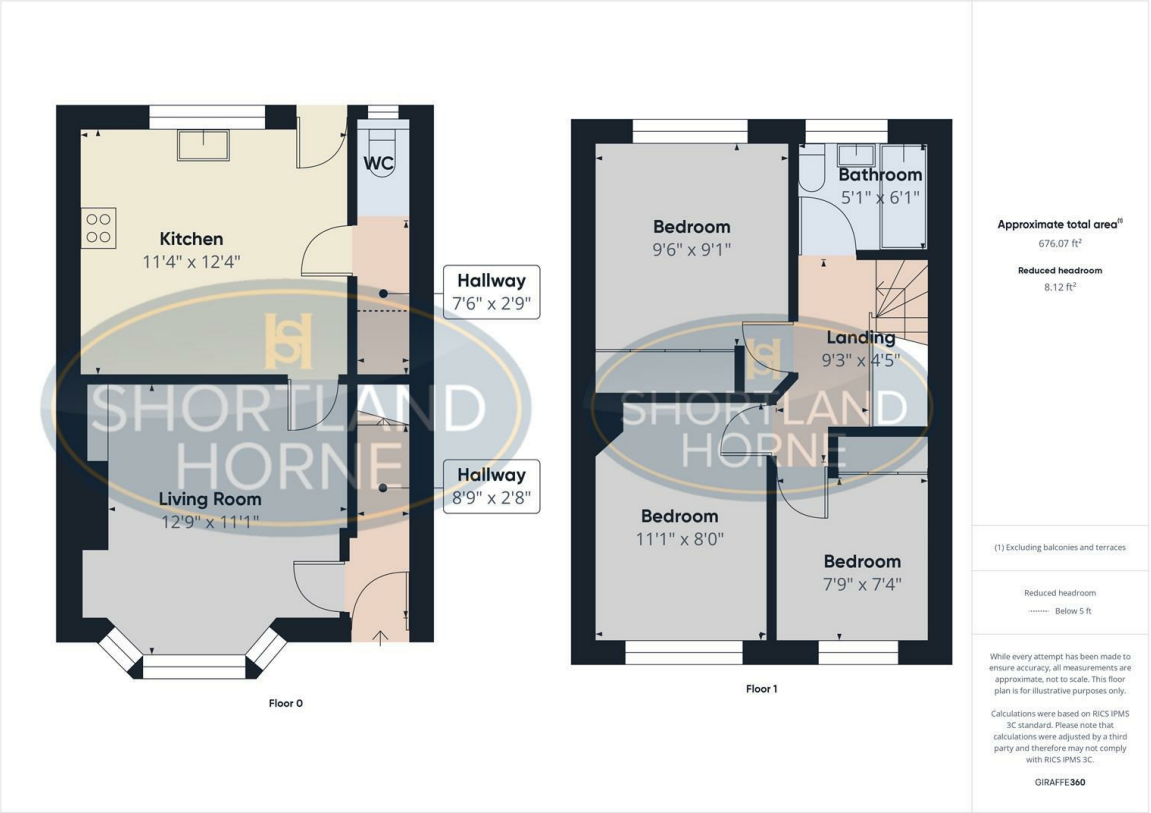 WC
Kitchen
11'4" x 12'4"
Hallway
7'6" x 2'9"
Living Room
12'9" x 11'1"
Hallway
8'9" x 2'8"
SHORTLAND
HORNE
Floor 0
Bedroom
9'6" x 9'1"
Bathroom
5'1" x 6'1"
Landing
9'3" x 4'5"
SHORTLAND
HORNE
Bedroom
11'1" x 8'0"
Bedroom
7'9" x 7'4"
Floor 1
Approximate total area(1)
676.07 ft²
Reduced headroom
8.12 ft²
(1) Excluding balconies and terraces
Reduced headroom
Below 5 ft
While every attempt has been made to
ensure accuracy, all measurements are
approximate, not to scale. This floor
plan is for illustrative purposes only.
Calculations were based on RICS IPMS
3C standard. Please note that
calculations were adjusted by a third
party and therefore may not comply
with RICS IPMS 3C.
GIRAFFE360